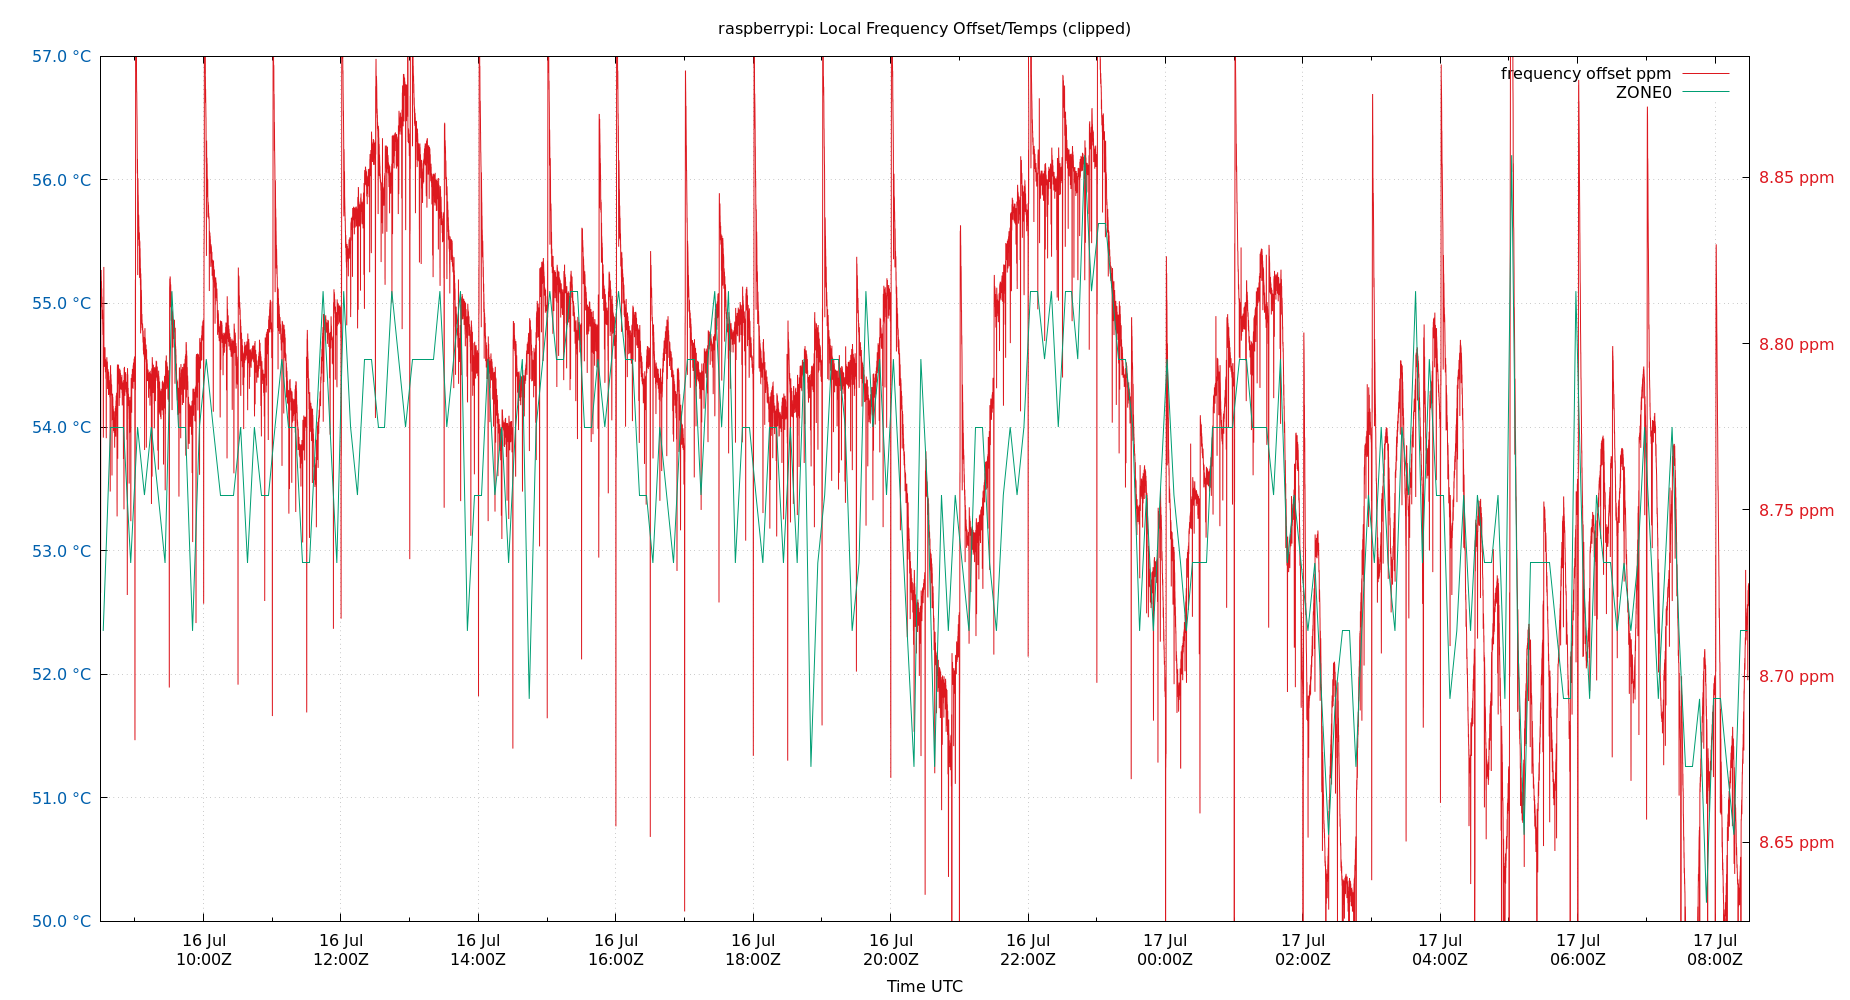 raspberrypi: Local Frequency Offset/Temps (clipped)
frequency offset ppm
ZONE0
57.0 °C
56.0 °C
55.0 °C
54.0 °C
53.0 °C
52.0 °C
51.0 °C
50.0 °C
8.85 ppm
8.80 ppm
8.75 ppm
8.70 ppm
8.65 ppm
16 Jul
10:00Z
16 Jul
12:00Z
16 Jul
14:00Z
16 Jul
16:00Z
16 Jul
18:00Z
16 Jul
20:00Z
16 Jul
22:00Z
17 Jul
00:00Z
17 Jul
02:00Z
17 Jul
04:00Z
17 Jul
06:00Z
17 Jul
08:00Z
Time UTC